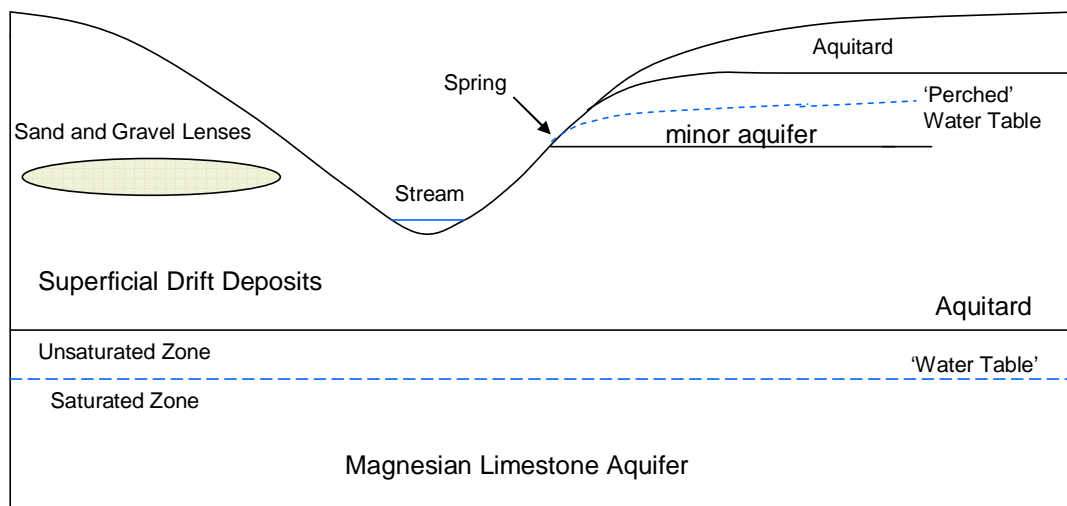 Aquitard
Spring
'Perched'
Water Table
Sand and Gravel Lenses
minor aquifer
Stream
Superficial Drift Deposits
Aquitard
Unsaturated Zone
'Water Table'
Saturated Zone
Magnesian Limestone Aquifer